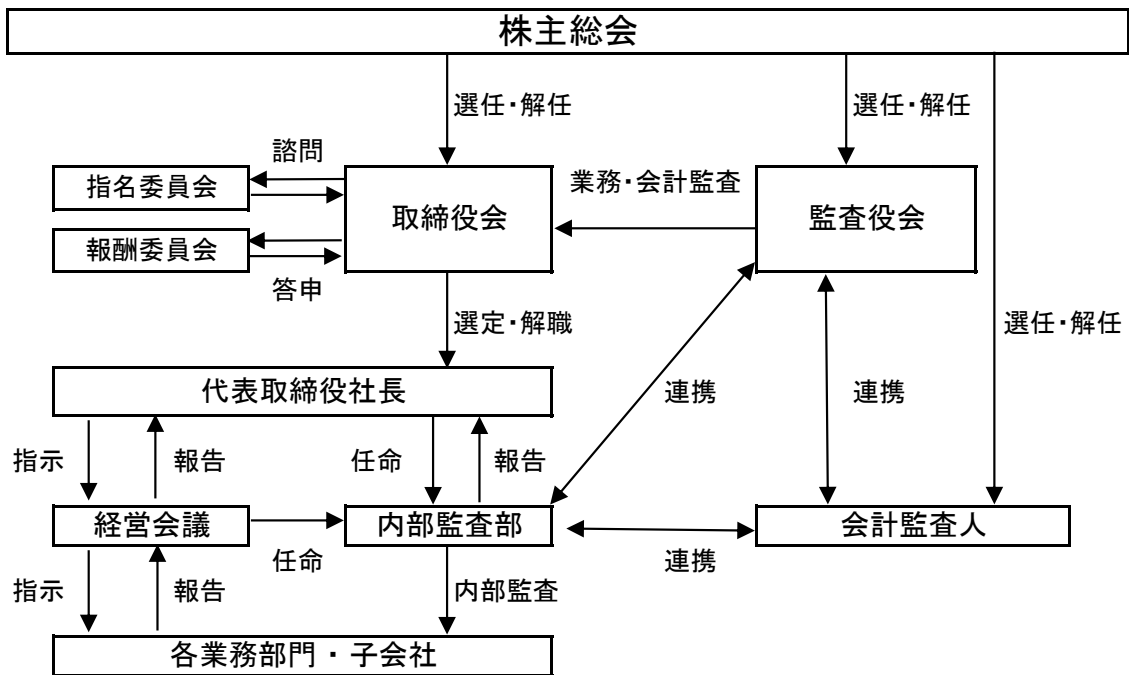 株主総会
選任・解任
選任・解任
諮問
指名委員会
取締役会
業務・会計監査
監査役会
報酬委員会
答申
選定・解職
選任・解任
代表取締役社長
連携
連携
指示
報告
任命
報告
経営会議
内部監査部
会計監査人
任命
連携
指示
報告
内部監査
各業務部門・子会社